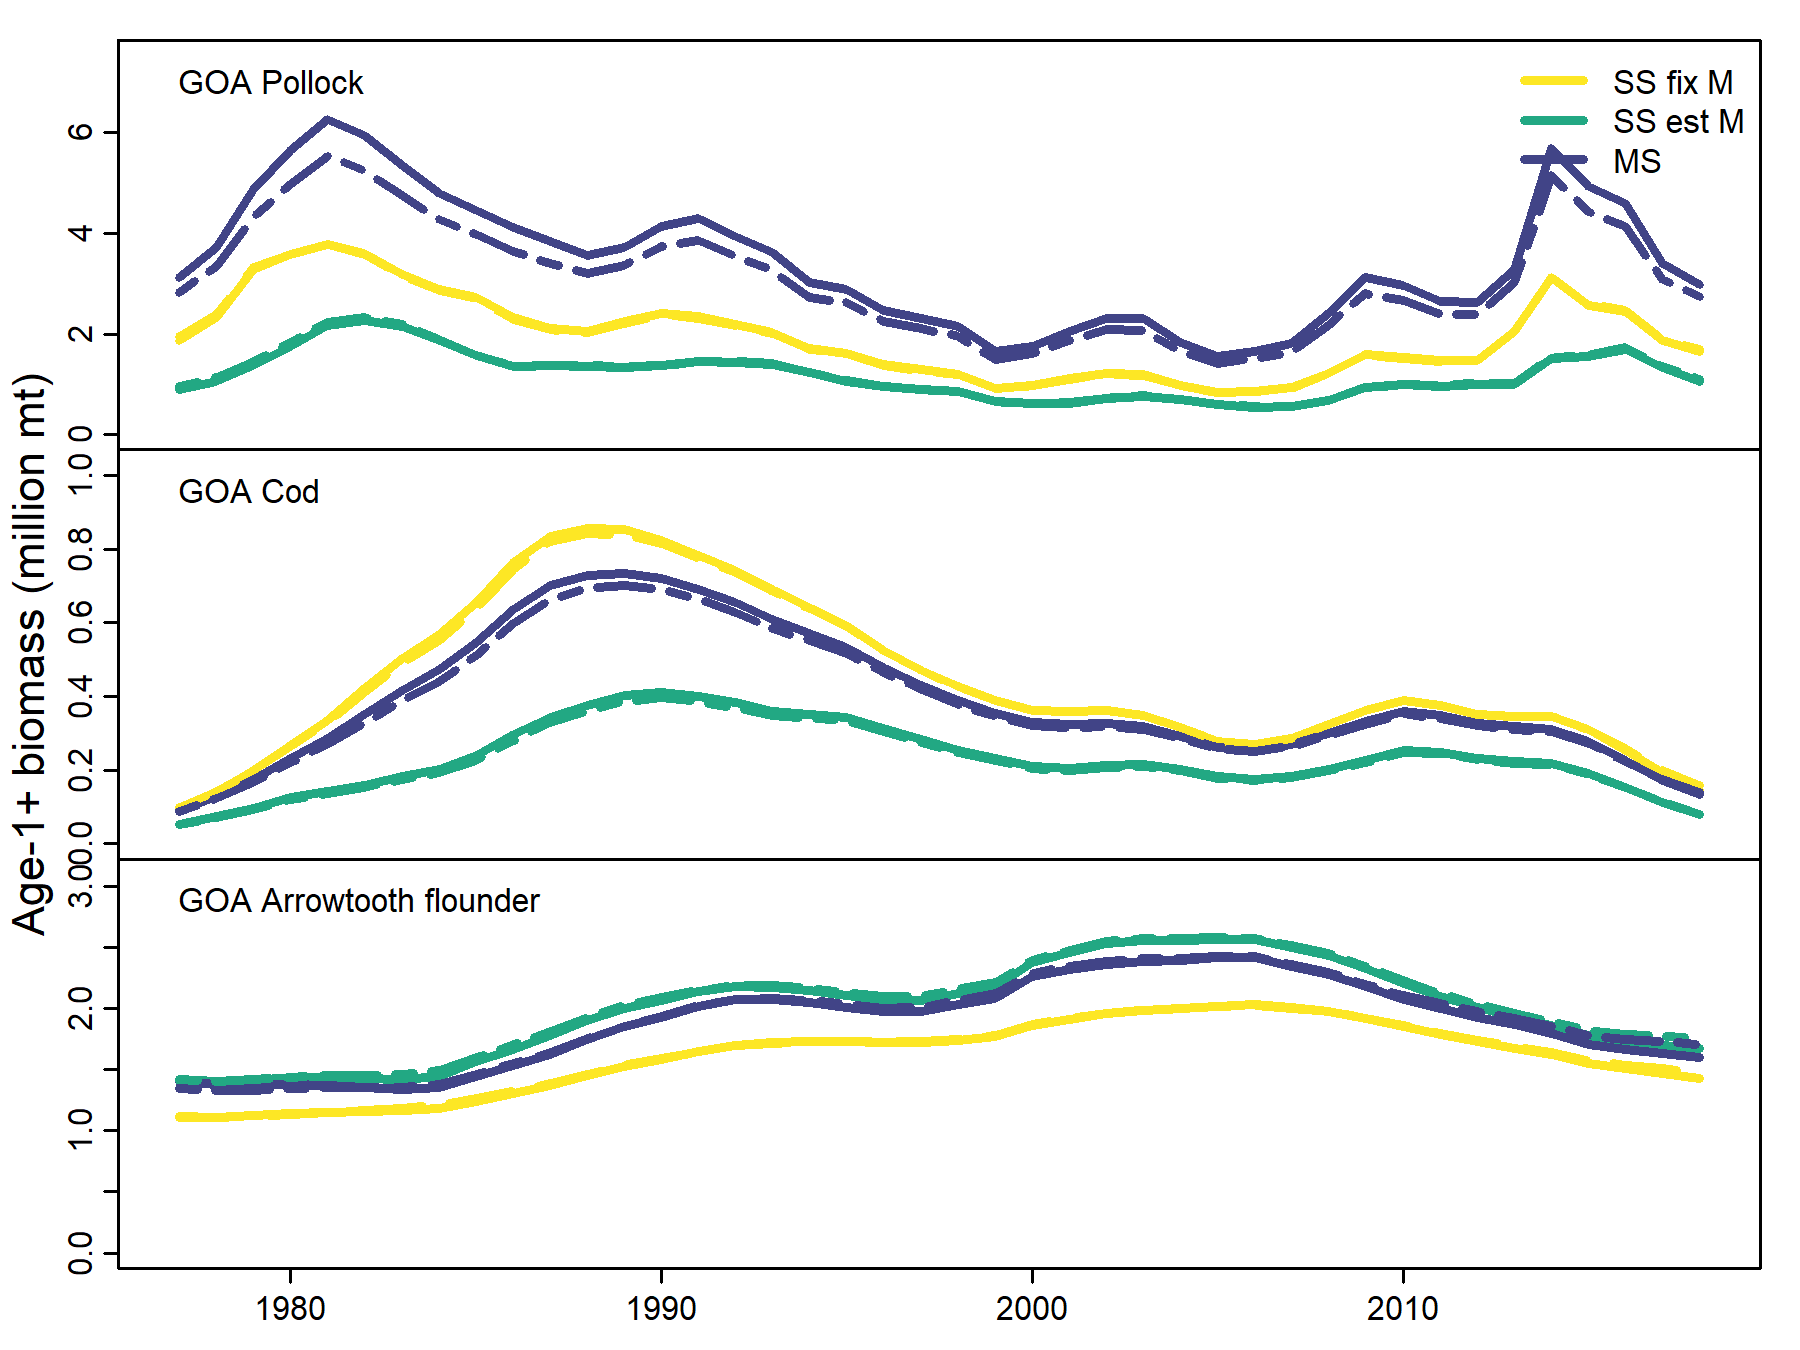 GOA Pollock
SS fix M
SS est M
MS
6
4
2
0
GOA Cod
1.0
0.8
0.6
0.4
0.2
0.0
Age-1+ biomass (million mt)
GOA Arrowtooth flounder
3.0
2.0
1.0
0.0
1980 1990 2000 2010